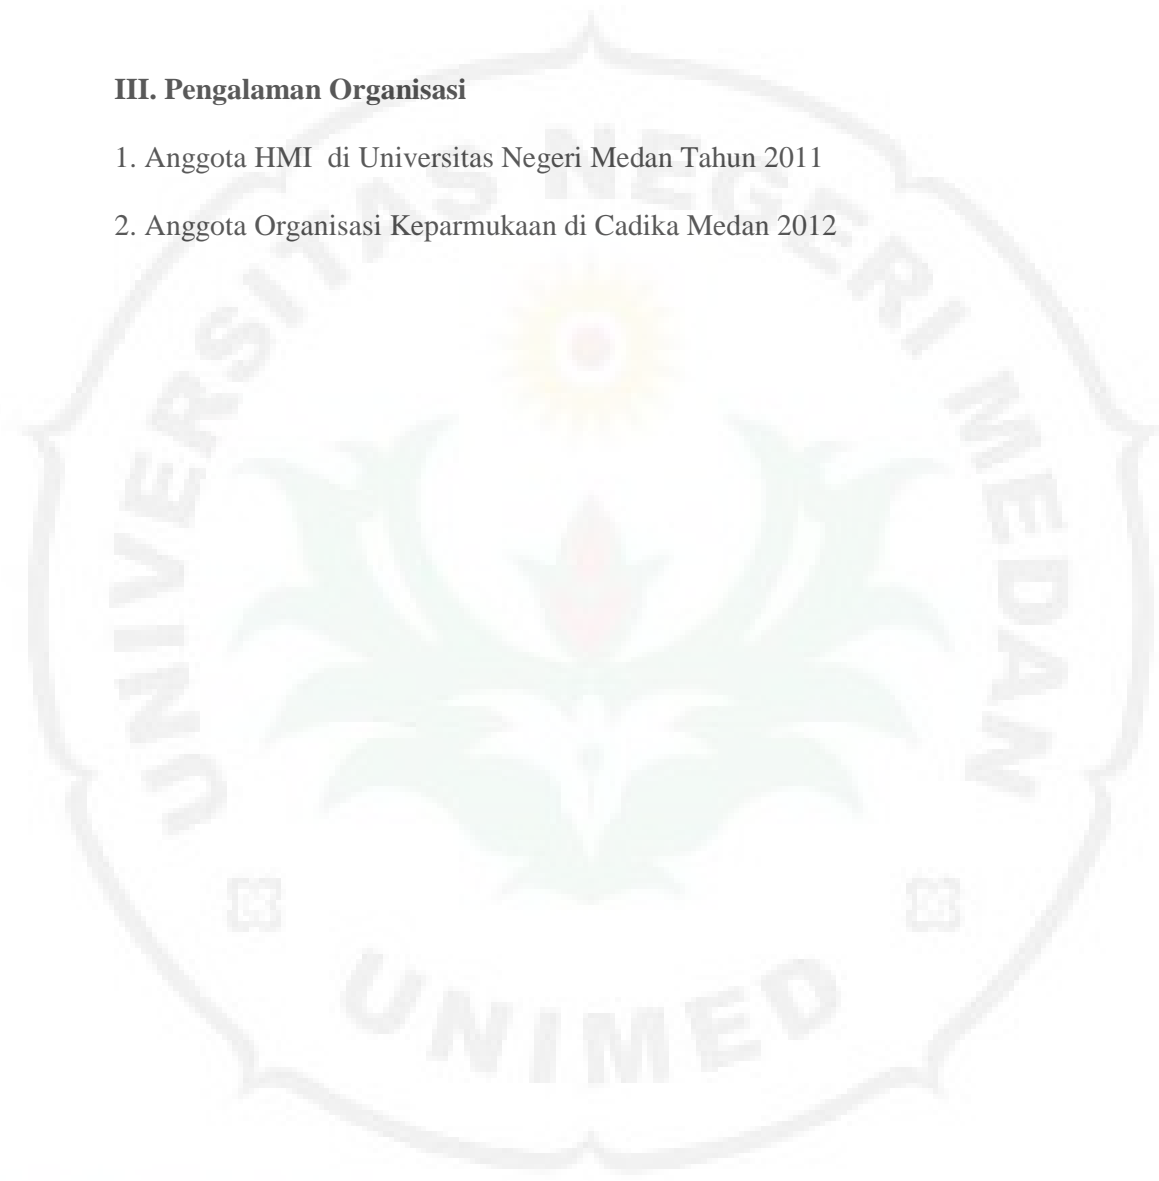 III. Pengalaman Organisasi
1. Anggota HMI  di Universitas Negeri Medan Tahun 2011
2. Anggota Organisasi Keparmukaan di Cadika Medan 2012
UNIVERSITAS NEGERI MEDAN
UNIMED